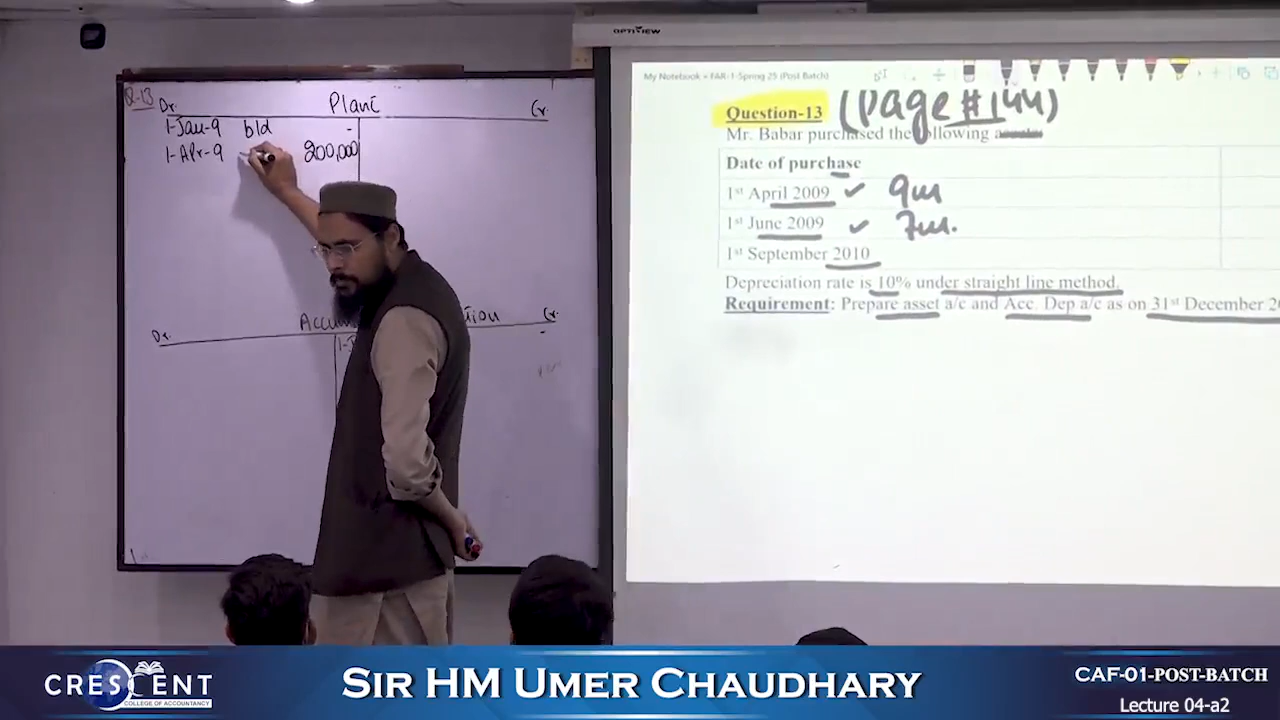 Q-13
Dr. Plant Cr.
1-Jan-9 b/d -
1-Apr-9 200,000
Dr. Accum tion Cr.
1-J -
OPTIVIEW
My Notebook » FAR-1-Spring 25 (Post Batch)
Question-13 (Page #144)
Mr. Babar purchased the following assets
Date of purchase
1st April 2009 ✓ 9m
1st June 2009 ✓ 7m.
1st September 2010
Depreciation rate is 10% under straight line method.
Requirement: Prepare asset a/c and Acc. Dep a/c as on 31st December 2
CRESCENT
COLLEGE OF ACCOUNTANCY
SIR HM UMER CHAUDHARY
CAF-01-POST-BATCH
Lecture 04-a2